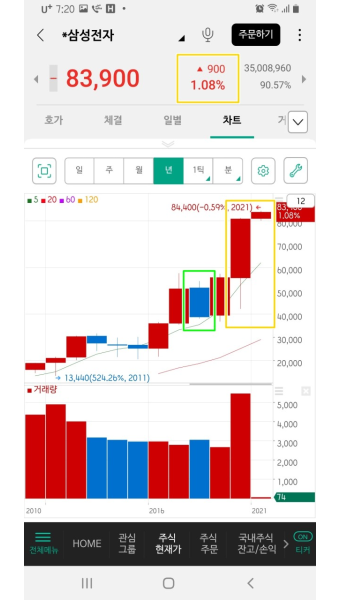 U+ 7:20
*삼성전자
주문하기
83,900
▲ 900
1.08%
35,008,960
90.57%
호가 체결 일별 차트 거
일 주 월 년 1틱 분
5 20 60 120
12
84,400(-0.59%, 2021)
1.08%
80,000
70,000
60,000
50,000
40,000
30,000
20,000
13,440(524.26%, 2011)
거래량
5,000
4,000
3,000
2,000
1,000
74
2010 2016 2021
전체메뉴
HOME
관심
그룹
주식
현재가
주식
주문
국내주식
잔고/손익
ON
티커